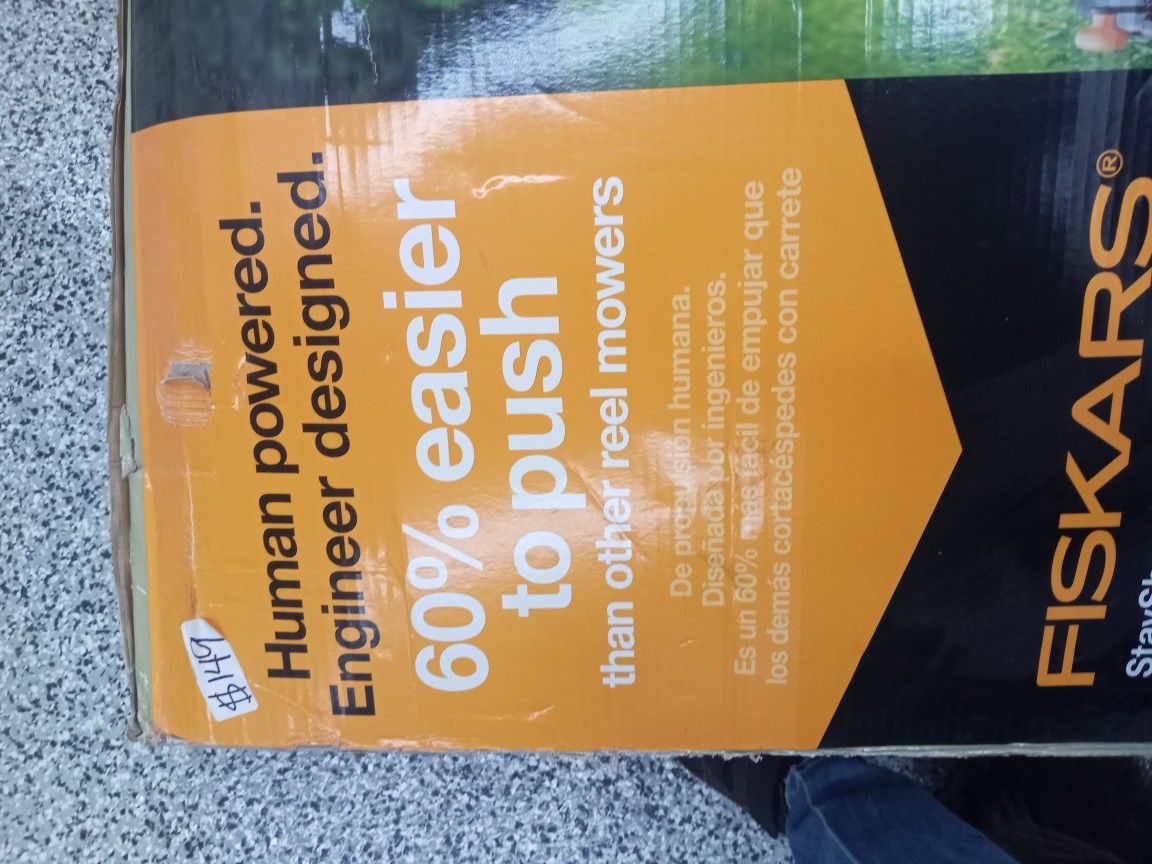 $149
Human powered.
Engineer designed.
60% easier
to push
than other reel mowers
De propulsión humana.
Diseñada por ingenieros.
Es un 60% más fácil de empujar que
los demás cortacéspedes con carrete
FISKARS®